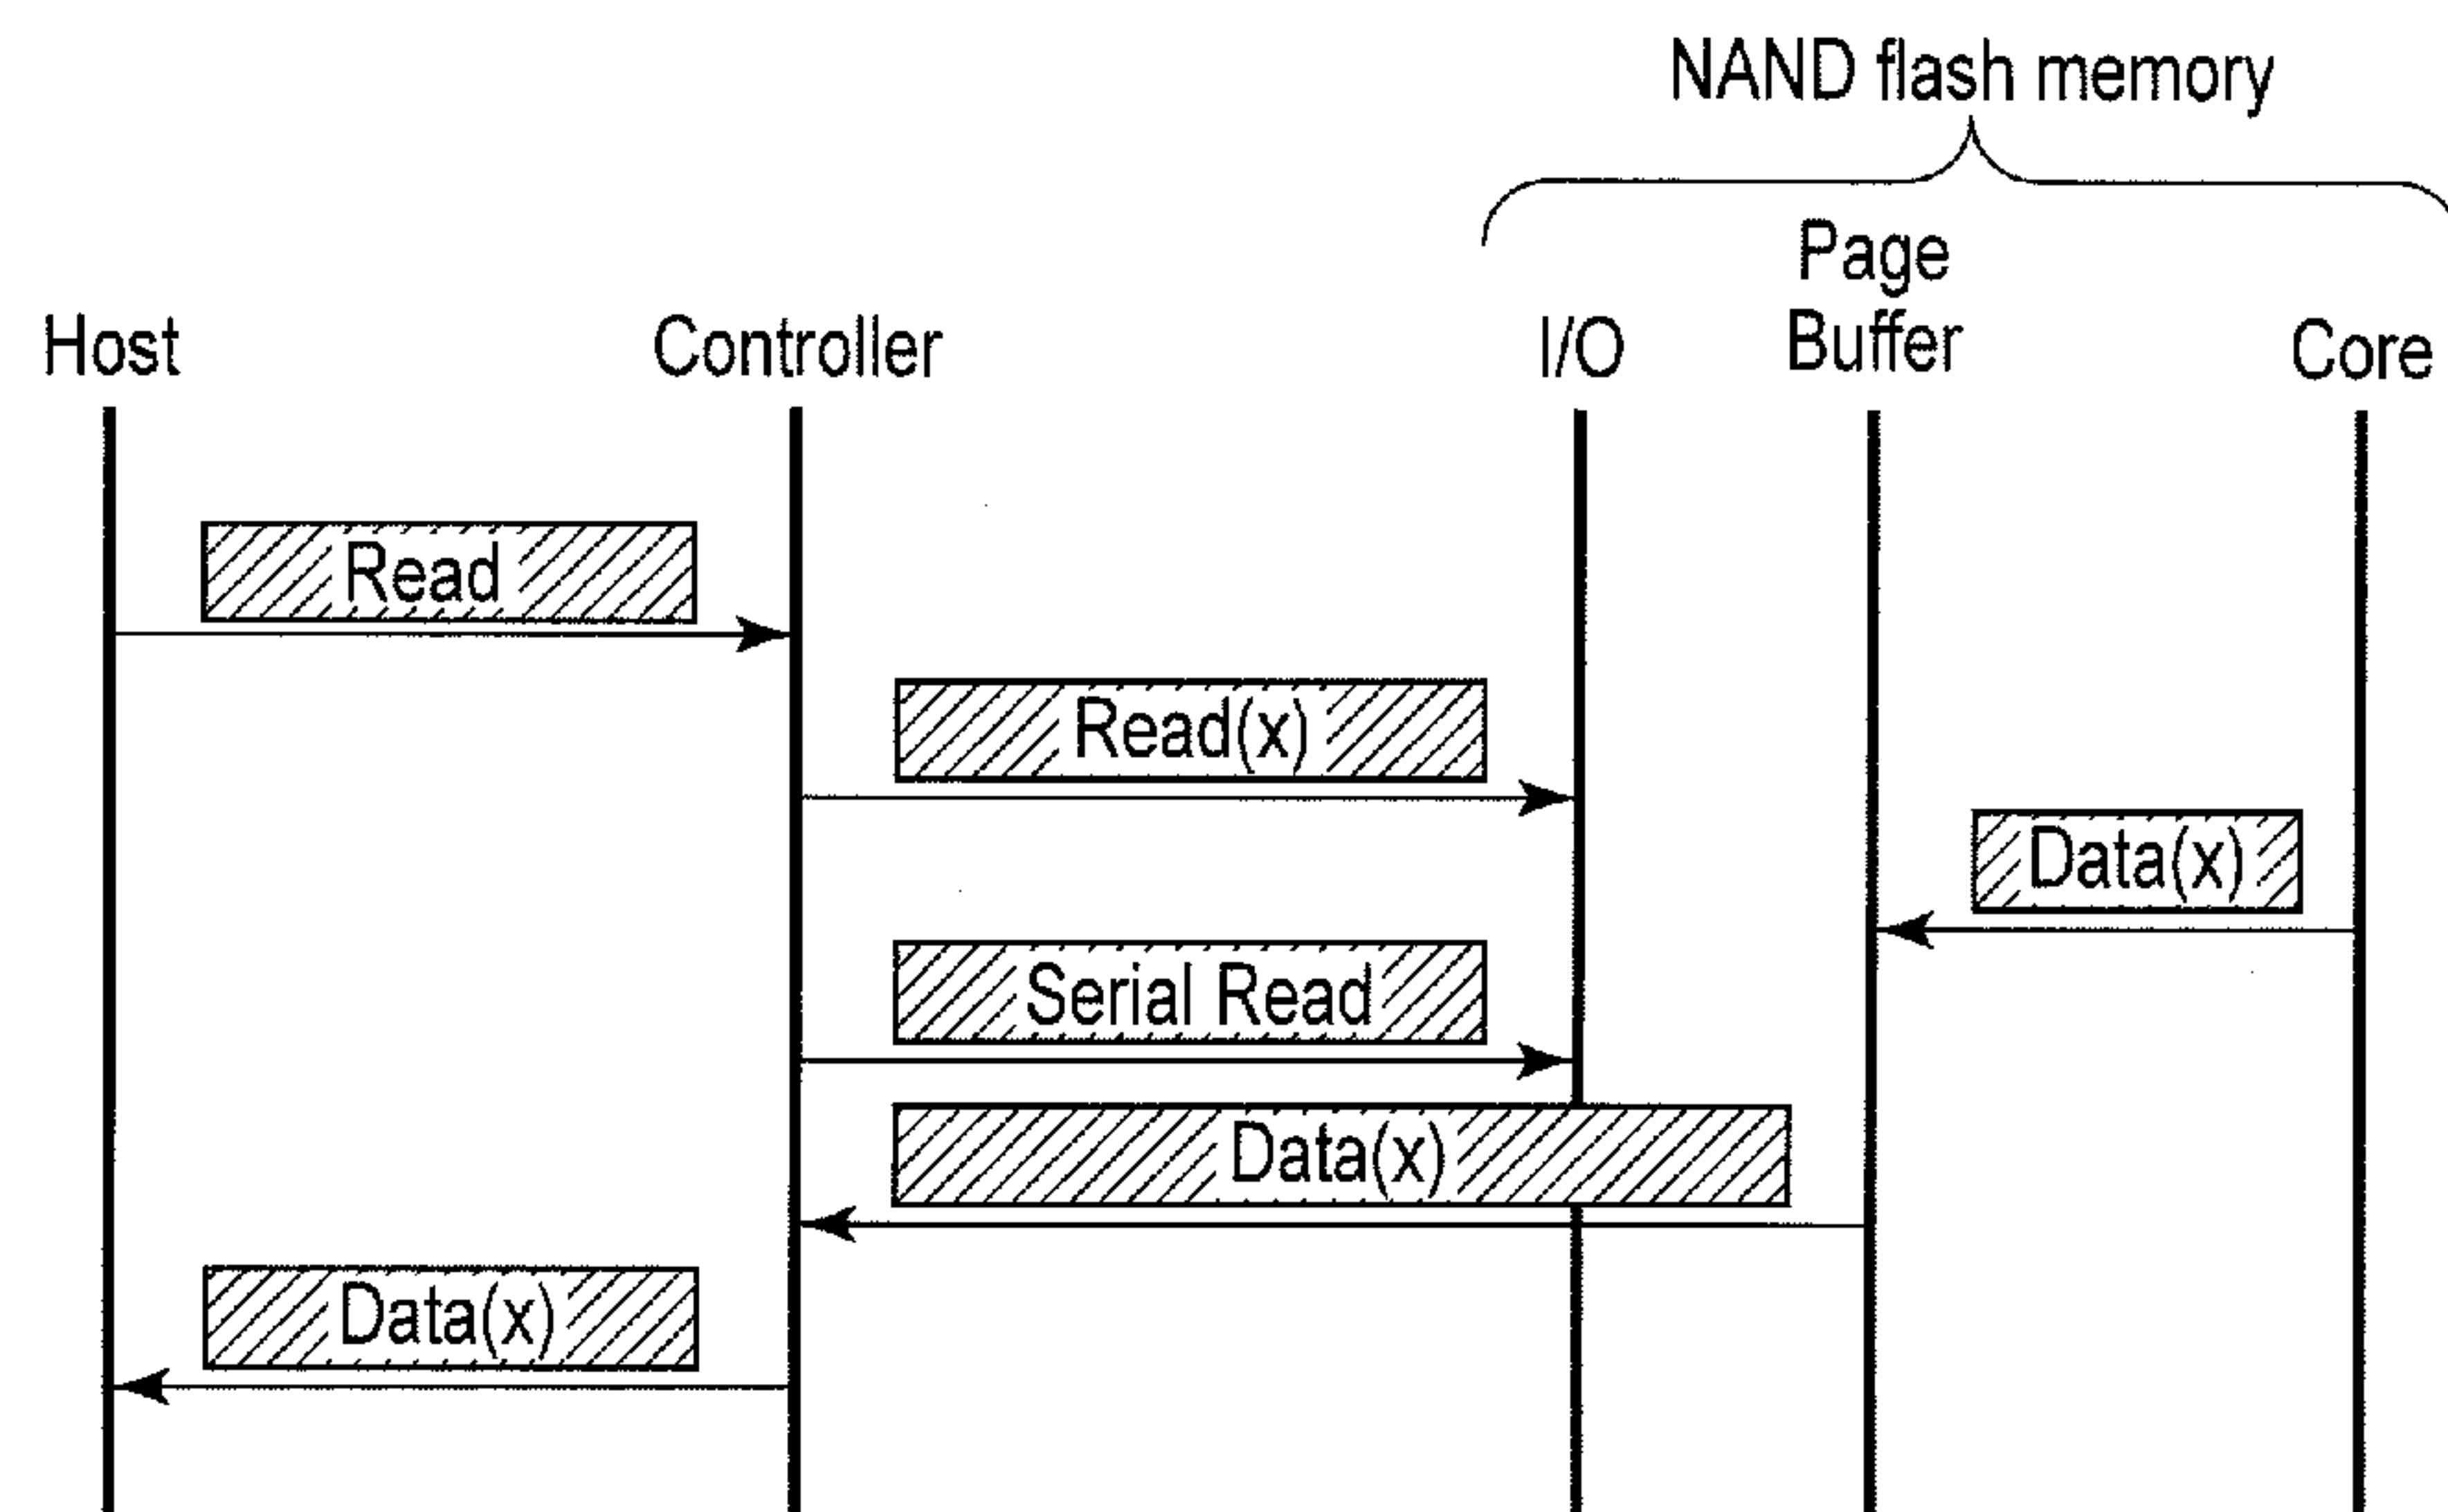 NAND flash memory
Page
Host Controller I/O Buffer Core
Read
Read(x)
Data(x)
Serial Read
Data(x)
Data(x)